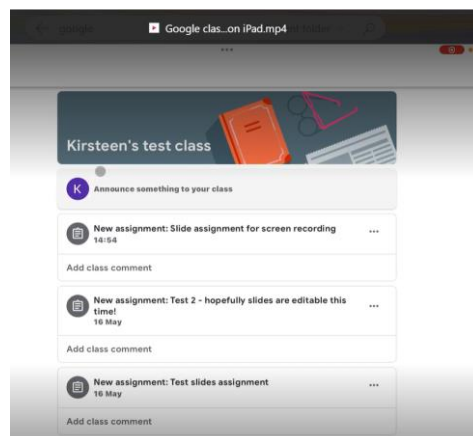 Google clas...on iPad.mp4
google
Kirsteen's test class
K
Announce something to your class
New assignment: Slide assignment for screen recording
14:54
Add class comment
New assignment: Test 2 - hopefully slides are editable this
time!
16 May
Add class comment
New assignment: Test slides assignment
16 May
Add class comment